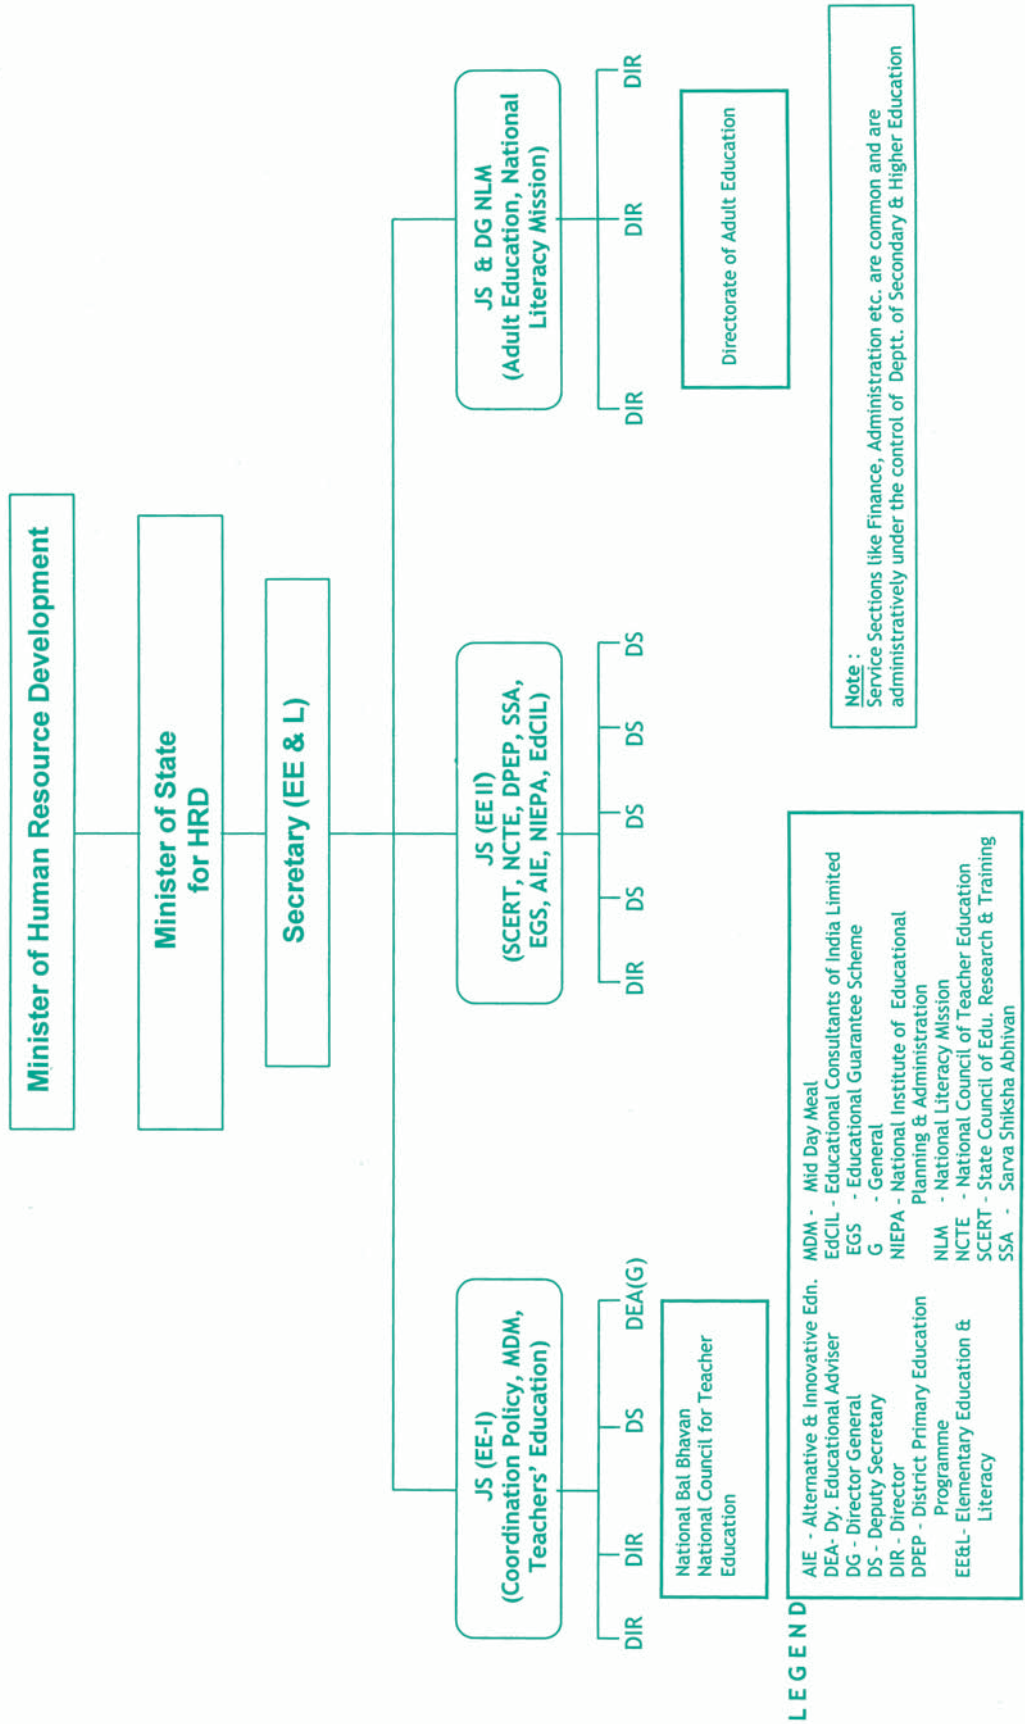 Minister of Human Resource Development
Minister of State
for HRD
Secretary (EE & L)
JS (EE-I)
(Coordination Policy, MDM,
Teachers' Education)
DIR
DIR
DS
DEA(G)
National Bal Bhavan
National Council for Teacher
Education
JS (EE II)
(SCERT, NCTE, DPEP, SSA,
EGS, AIE, NIEPA, EdCIL)
DIR
DS
DS
DS
DS
JS & DG NLM
(Adult Education, National
Literacy Mission)
DIR
DIR
DIR
Directorate of Adult Education
LEGEND
AIE - Alternative & Innovative Edn.
DEA- Dy. Educational Adviser
DG - Director General
DS - Deputy Secretary
DIR - Director
DPEP - District Primary Education
Programme
EE&L- Elementary Education &
Literacy
MDM - Mid Day Meal
EdCIL - Educational Consultants of India Limited
EGS - Educational Guarantee Scheme
G - General
NIEPA - National Institute of Educational
Planning & Administration
NLM - National Literacy MIssion
NCTE - National Council of Teacher Education
SCERT - State Council of Edu. Research & Training
SSA - Sarva Shiksha Abhivan
Note :
Service Sections like Finance, Administration etc. are common and are
administratively under the control of Deptt. of Secondary & Higher Education